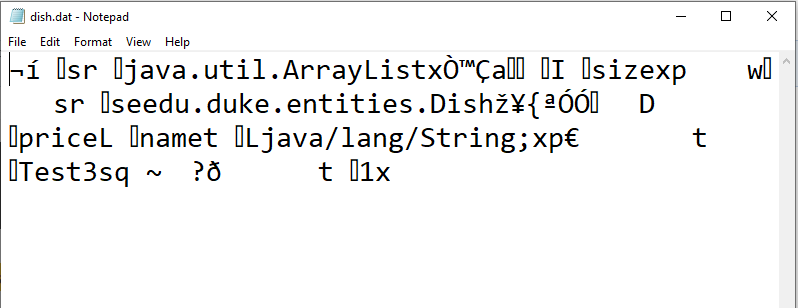 dish.dat - Notepad
File Edit Format View Help
¬í sr java.util.ArrayListxÒ™Ça I sizexp w
sr seedu.duke.entities.Dishž¥{ªÓÓ D
priceL namet Ljava/lang/String;xp€ t
Test3sq ~ ?ð t 1x